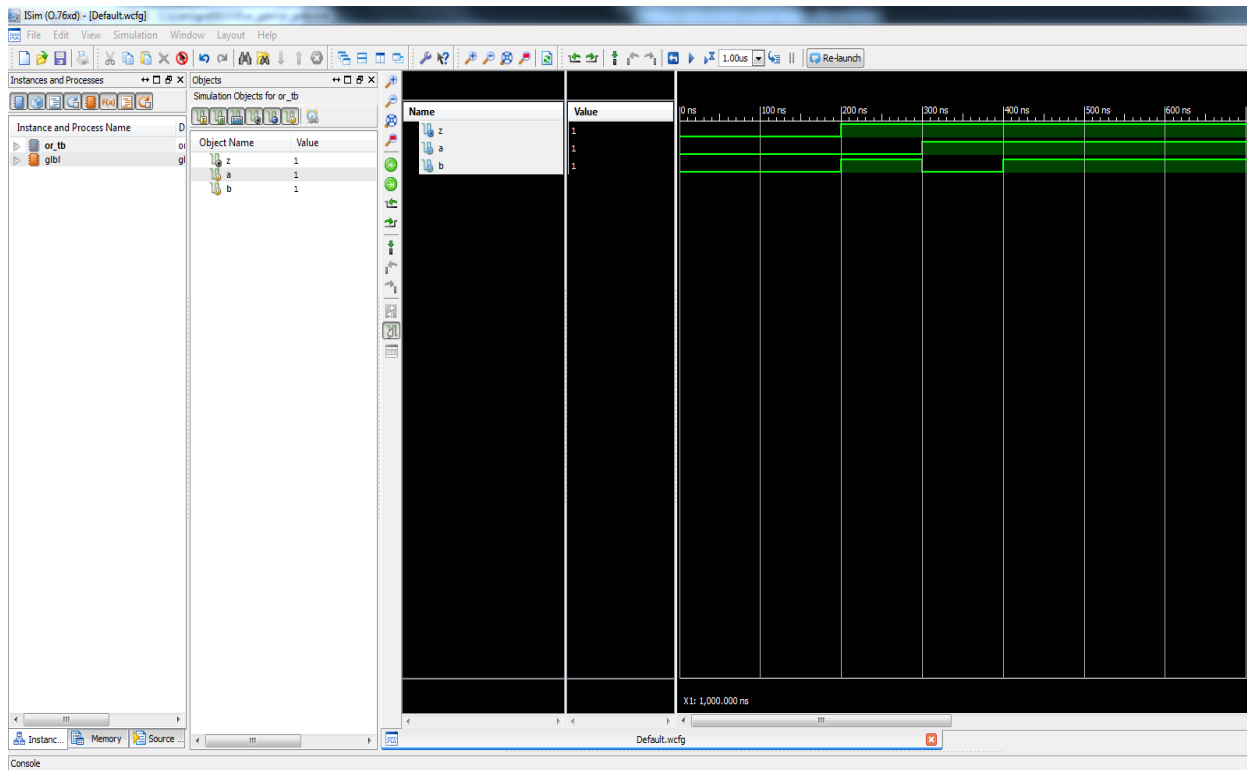 ISim (O.76xd) - [Default.wcfg]
File Edit View Simulation Window Layout Help
1.00us Re-launch
Instances and Processes
Instance and Process Name D
or_tb or
glbl gl
Instanc... Memory Source ...
Objects
Simulation Objects for or_tb
Object Name Value
z 1
a 1
b 1
Name Value
z 1
a 1
b 1
0 ns 100 ns 200 ns 300 ns 400 ns 500 ns 600 ns
X1: 1,000.000 ns
Default.wcfg
Console